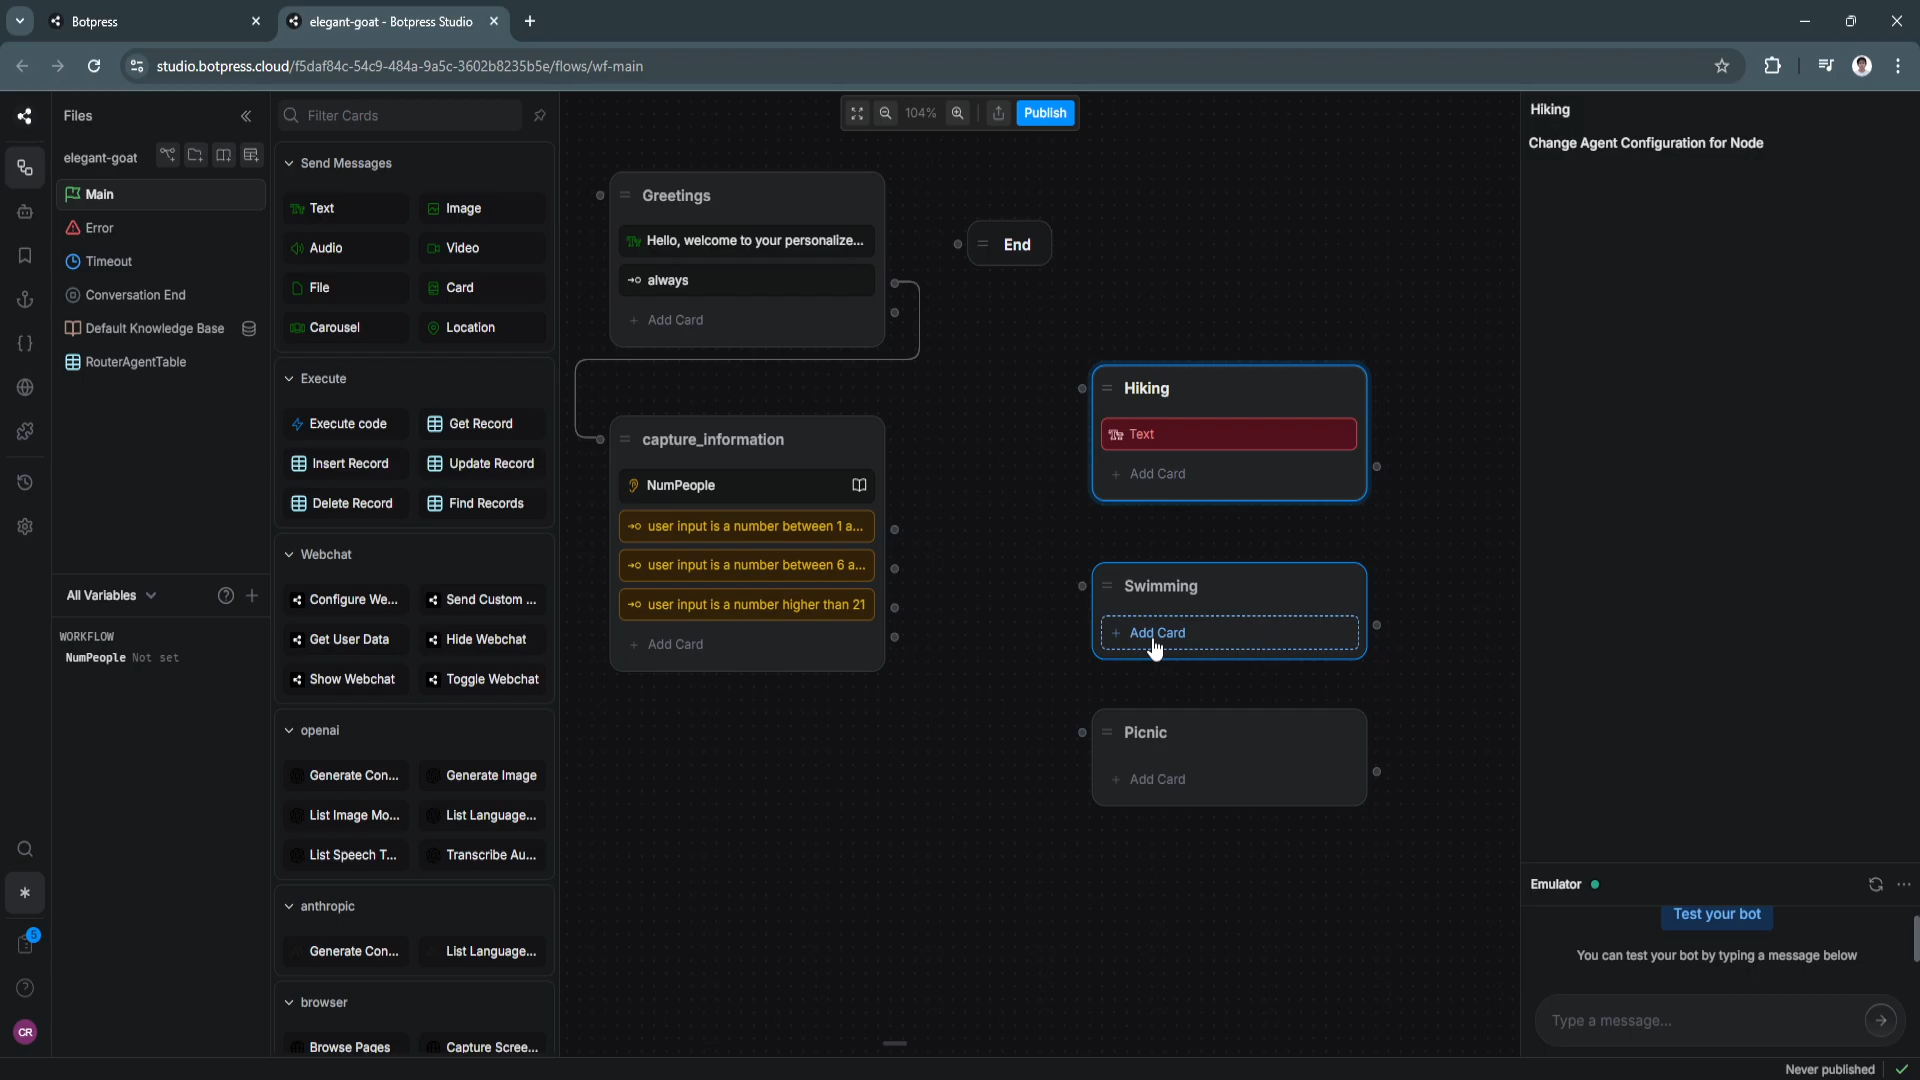 Botpress
elegant-goat - Botpress Studio
studio.botpress.cloud/f5daf84c-54c9-484a-9a5c-3602b8235b5e/flows/wf-main
Files
elegant-goat
Main
Error
Timeout
Conversation End
Default Knowledge Base
RouterAgentTable
All Variables
WORKFLOW
NumPeople Not set
5
CR
Filter Cards
Send Messages
Text
Image
Audio
Video
File
Card
Carousel
Location
Execute
Execute code
Get Record
Insert Record
Update Record
Delete Record
Find Records
Webchat
Configure We...
Send Custom ...
Get User Data
Hide Webchat
Show Webchat
Toggle Webchat
openai
Generate Con...
Generate Image
List Image Mo...
List Language...
List Speech T...
Transcribe Au...
anthropic
Generate Con...
List Language...
browser
Browse Pages
Capture Scree...
104%
Publish
Greetings
Hello, welcome to your personalize...
always
Add Card
End
capture_information
NumPeople
user input is a number between 1 a...
user input is a number between 6 a...
user input is a number higher than 21
Add Card
Hiking
Text
Add Card
Swimming
Add Card
Picnic
Add Card
Hiking
Change Agent Configuration for Node
Emulator
Test your bot
You can test your bot by typing a message below
Type a message...
Never published